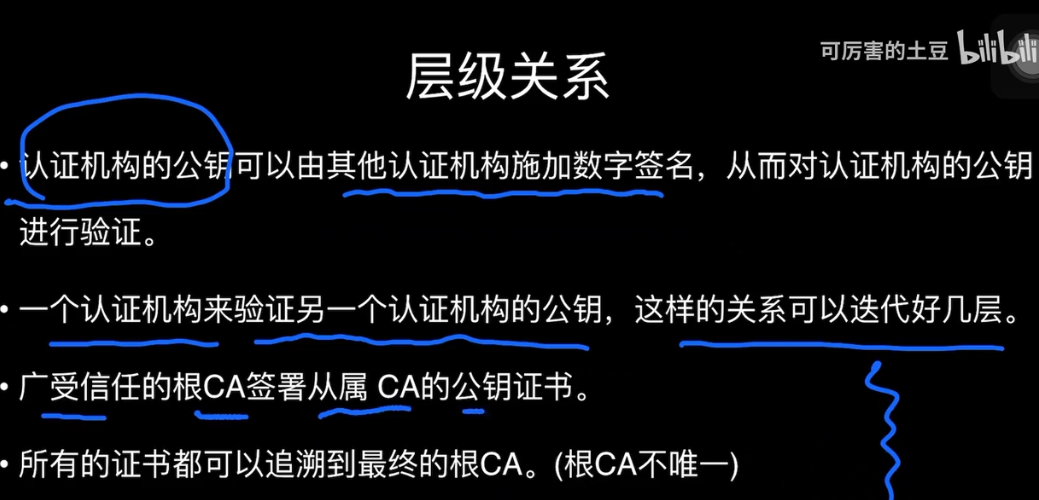 可厉害的土豆 bilibili
层级关系
• 认证机构的公钥可以由其他认证机构施加数字签名，从而对认证机构的公钥
进行验证。
• 一个认证机构来验证另一个认证机构的公钥，这样的关系可以迭代好几层。
• 广受信任的根CA签署从属 CA的公钥证书。
• 所有的证书都可以追溯到最终的根CA。(根CA不唯一)